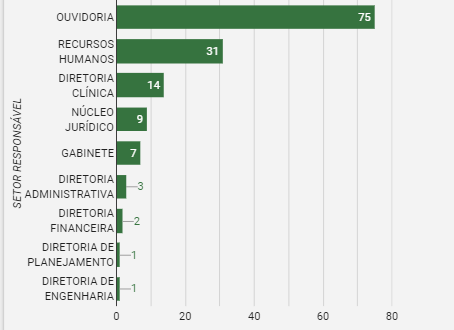 SETOR RESPONSÁVEL
OUVIDORIA
75
RECURSOS
HUMANOS
31
DIRETORIA
CLÍNICA
14
NÚCLEO
JURÍDICO
9
GABINETE
7
DIRETORIA
ADMINISTRATIVA
3
DIRETORIA
FINANCEIRA
2
DIRETORIA DE
PLANEJAMENTO
1
DIRETORIA DE
ENGENHARIA
1
0 20 40 60 80